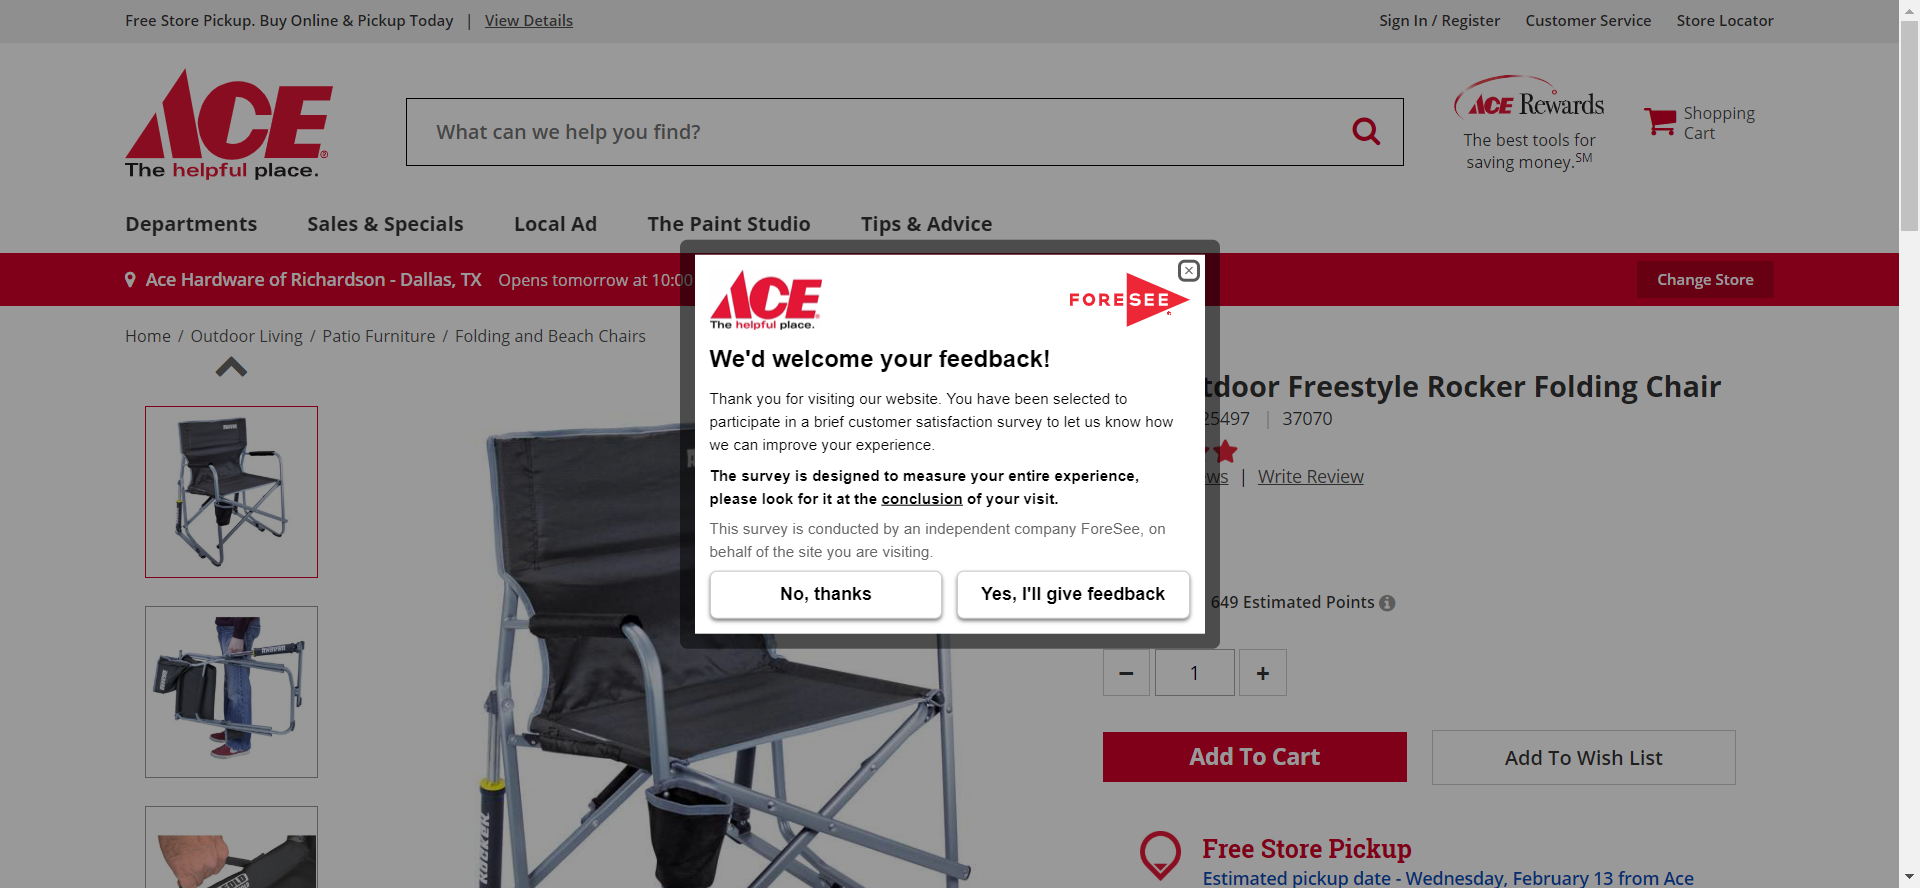 Free Store Pickup. Buy Online & Pickup Today | View Details
Sign In / Register Customer Service Store Locator
ACE
The helpful place.
What can we help you find?
ACE Rewards
The best tools for
saving money.SM
Shopping
Cart
Departments Sales & Specials Local Ad The Paint Studio Tips & Advice
Ace Hardware of Richardson - Dallas, TX Opens tomorrow at 10:00
Change Store
Home / Outdoor Living / Patio Furniture / Folding and Beach Chairs
ACE
The helpful place.
FORESEE
We'd welcome your feedback!
Thank you for visiting our website. You have been selected to
participate in a brief customer satisfaction survey to let us know how
we can improve your experience.
The survey is designed to measure your entire experience,
please look for it at the conclusion of your visit.
This survey is conducted by an independent company ForeSee, on
behalf of the site you are visiting.
No, thanks
Yes, I'll give feedback
tdoor Freestyle Rocker Folding Chair
25497 | 37070
ws | Write Review
649 Estimated Points
− 1 +
Add To Cart
Add To Wish List
Free Store Pickup
Estimated pickup date - Wednesday, February 13 from Ace
ROCKER